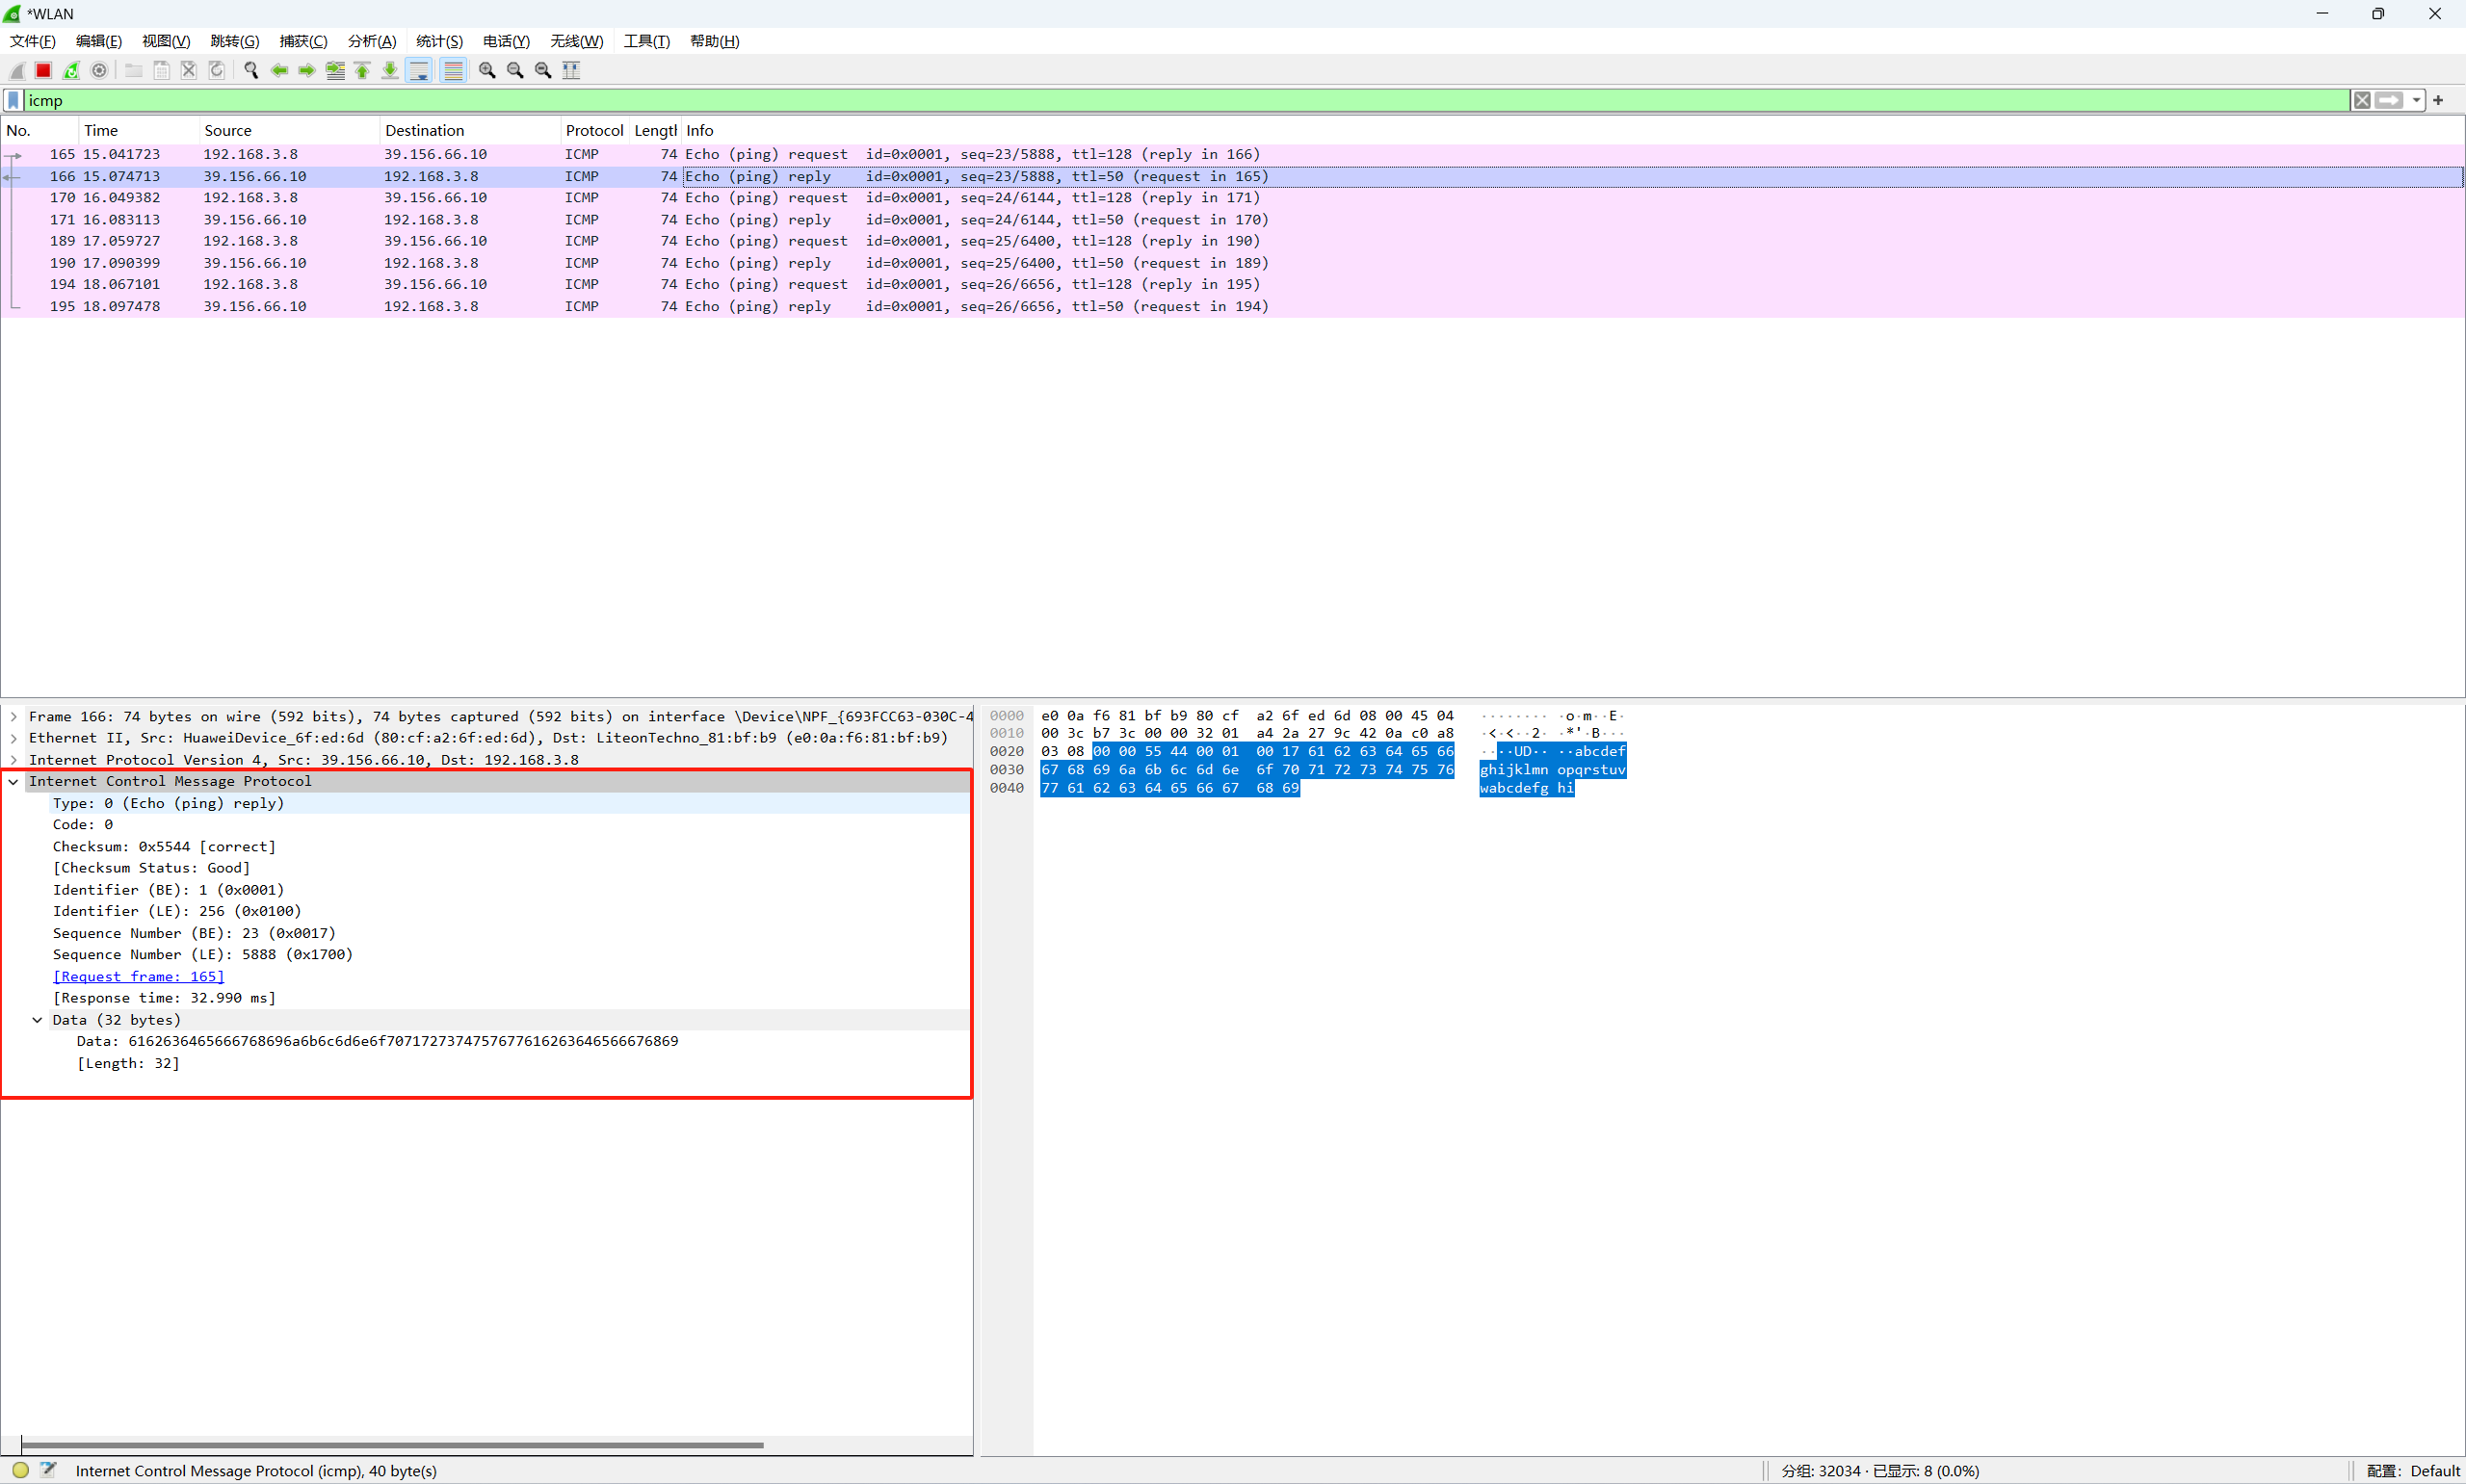 *WLAN
文件(F) 编辑(E) 视图(V) 跳转(G) 捕获(C) 分析(A) 统计(S) 电话(Y) 无线(W) 工具(T) 帮助(H)
icmp
No. Time Source Destination Protocol Lengtl Info
165 15.041723 192.168.3.8 39.156.66.10 ICMP 74 Echo (ping) request id=0x0001, seq=23/5888, ttl=128 (reply in 166)
166 15.074713 39.156.66.10 192.168.3.8 ICMP 74 Echo (ping) reply id=0x0001, seq=23/5888, ttl=50 (request in 165)
170 16.049382 192.168.3.8 39.156.66.10 ICMP 74 Echo (ping) request id=0x0001, seq=24/6144, ttl=128 (reply in 171)
171 16.083113 39.156.66.10 192.168.3.8 ICMP 74 Echo (ping) reply id=0x0001, seq=24/6144, ttl=50 (request in 170)
189 17.059727 192.168.3.8 39.156.66.10 ICMP 74 Echo (ping) request id=0x0001, seq=25/6400, ttl=128 (reply in 190)
190 17.090399 39.156.66.10 192.168.3.8 ICMP 74 Echo (ping) reply id=0x0001, seq=25/6400, ttl=50 (request in 189)
194 18.067101 192.168.3.8 39.156.66.10 ICMP 74 Echo (ping) request id=0x0001, seq=26/6656, ttl=128 (reply in 195)
195 18.097478 39.156.66.10 192.168.3.8 ICMP 74 Echo (ping) reply id=0x0001, seq=26/6656, ttl=50 (request in 194)
Frame 166: 74 bytes on wire (592 bits), 74 bytes captured (592 bits) on interface \Device\NPF_{693FCC63-030C-4
Ethernet II, Src: HuaweiDevice_6f:ed:6d (80:cf:a2:6f:ed:6d), Dst: LiteonTechno_81:bf:b9 (e0:0a:f6:81:bf:b9)
Internet Protocol Version 4, Src: 39.156.66.10, Dst: 192.168.3.8
Internet Control Message Protocol
Type: 0 (Echo (ping) reply)
Code: 0
Checksum: 0x5544 [correct]
[Checksum Status: Good]
Identifier (BE): 1 (0x0001)
Identifier (LE): 256 (0x0100)
Sequence Number (BE): 23 (0x0017)
Sequence Number (LE): 5888 (0x1700)
[Request frame: 165]
[Response time: 32.990 ms]
Data (32 bytes)
Data: 6162636465666768696a6b6c6d6e6f7071727374757677616263646566676869
[Length: 32]
0000 e0 0a f6 81 bf b9 80 cf a2 6f ed 6d 08 00 45 04 ········ ·o·m··E·
0010 00 3c b7 3c 00 00 32 01 a4 2a 27 9c 42 0a c0 a8 ·<·<··2· ·*'·B···
0020 03 08 00 00 55 44 00 01 00 17 61 62 63 64 65 66 ····UD·· ··abcdef
0030 67 68 69 6a 6b 6c 6d 6e 6f 70 71 72 73 74 75 76 ghijklmn opqrstuv
0040 77 61 62 63 64 65 66 67 68 69 wabcdefg hi
Internet Control Message Protocol (icmp), 40 byte(s) 分组: 32034 · 已显示: 8 (0.0%) 配置: Default